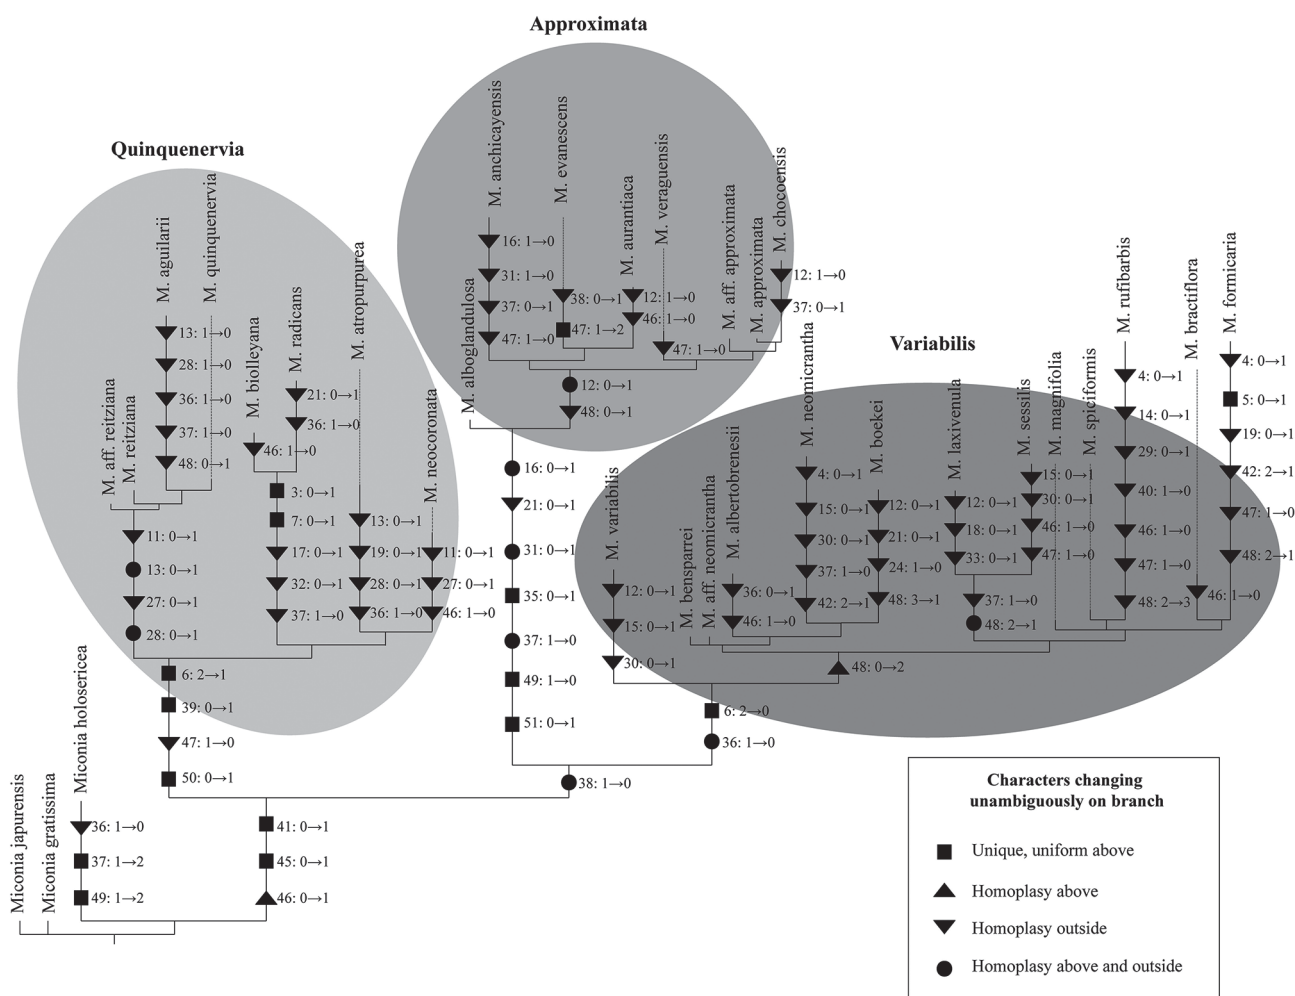 Approximata
M. anchicayensis
M. evanescens
M. aurantiaca
M. veraguensis
M. aff. approximata
M. approximata
M. chocoensis
M. alboglandulosa
16: 1→0
31: 1→0
37: 0→1
47: 1→0
38: 0→1
47: 1→2
12: 1→0
46: 1→0
47: 1→0
12: 1→0
37: 0→1
12: 0→1
48: 0→1
16: 0→1
21: 0→1
31: 0→1
35: 0→1
37: 1→0
49: 1→0
51: 0→1
38: 1→0
Quinquenervia
M. aff. reitziana
M. reitziana
M. aguilarii
M. quinquenervia
M. biolleyana
M. radicans
M. atropurpurea
M. neocoronata
13: 1→0
28: 1→0
36: 1→0
37: 1→0
48: 0→1
11: 0→1
13: 0→1
27: 0→1
28: 0→1
46: 1→0
21: 0→1
36: 1→0
3: 0→1
7: 0→1
17: 0→1
32: 0→1
37: 1→0
13: 0→1
19: 0→1
28: 0→1
36: 1→0
11: 0→1
27: 0→1
46: 1→0
6: 2→1
39: 0→1
47: 1→0
50: 0→1
Variabilis
M. variabilis
M. bensparrei
M. aff. neomicrantha
M. albertobrenesii
M. neomicrantha
M. boekei
M. laxivenula
M. sessilis
M. magnifolia
M. spiciformis
M. rufibarbis
M. bractiflora
M. formicaria
12: 0→1
15: 0→1
30: 0→1
36: 0→1
46: 1→0
4: 0→1
15: 0→1
30: 0→1
37: 1→0
42: 2→1
12: 0→1
21: 0→1
24: 1→0
48: 3→1
12: 0→1
18: 0→1
33: 0→1
15: 0→1
30: 0→1
46: 1→0
47: 1→0
37: 1→0
48: 2→1
4: 0→1
14: 0→1
29: 0→1
40: 1→0
46: 1→0
47: 1→0
48: 2→3
46: 1→0
4: 0→1
5: 0→1
19: 0→1
42: 2→1
47: 1→0
48: 2→1
48: 0→2
6: 2→0
36: 1→0
Miconia japurensis
Miconia gratissima
Miconia holosericea
36: 1→0
37: 1→2
49: 1→2
41: 0→1
45: 0→1
46: 0→1
Characters changing
unambiguously on branch
Unique, uniform above
Homoplasy above
Homoplasy outside
Homoplasy above and outside